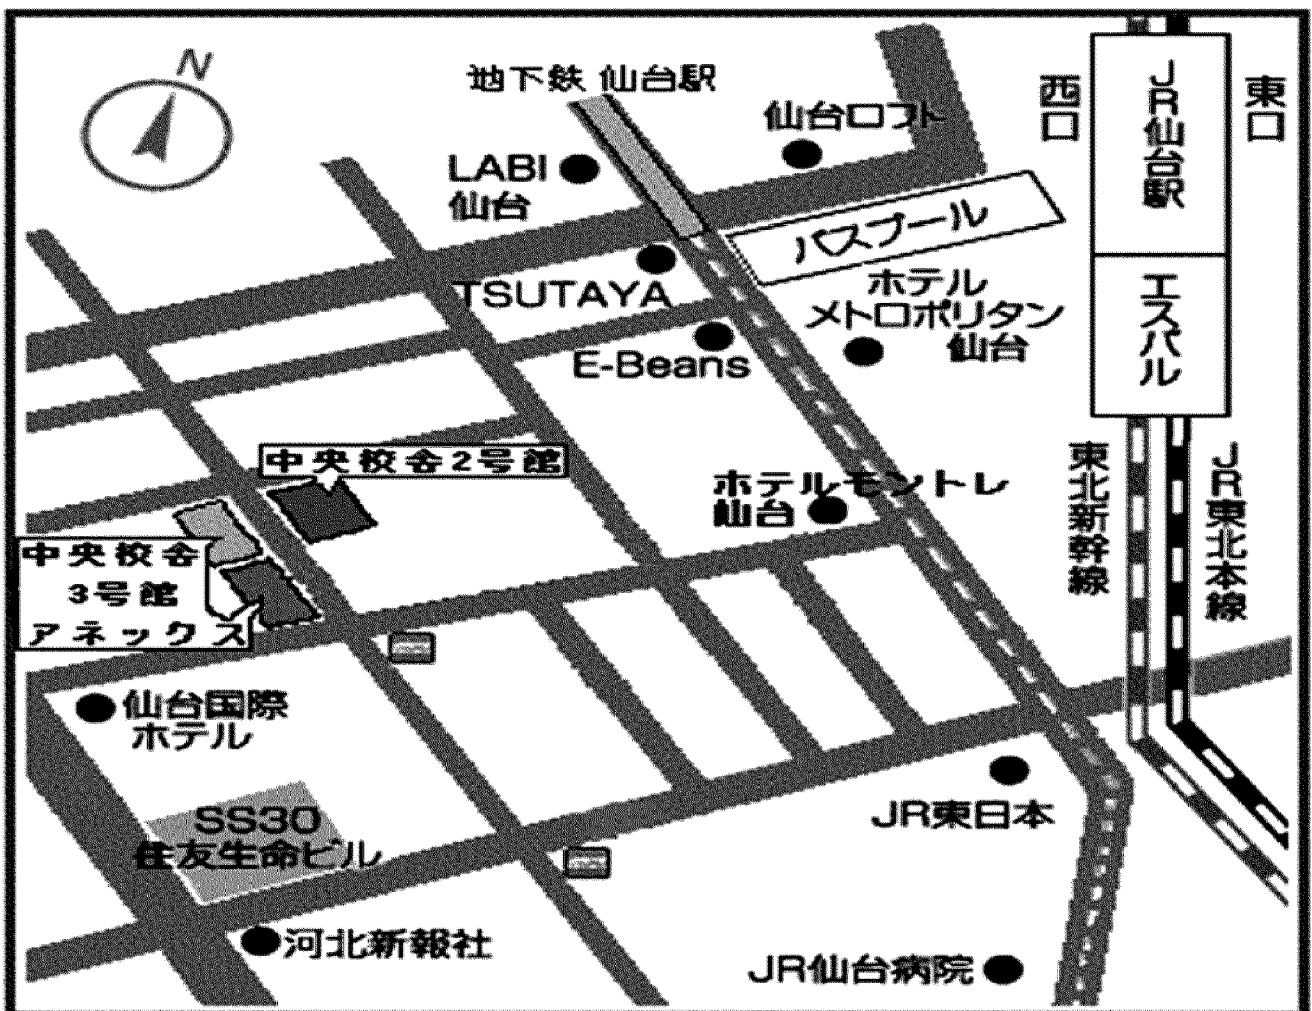 N
地下鉄 仙台駅
仙台ロフト
LABI
仙台
西口
JR仙台駅
東口
バスプール
TSUTAYA
ホテル
メトロポリタン
仙台
エスパル
E-Beans
中央校舎2号館
ホテルモントレ
仙台
東北新幹線
JR東北本線
中央校舎
3号館
アネックス
仙台国際
ホテル
SS30
住友生命ビル
JR東日本
河北新報社
JR仙台病院